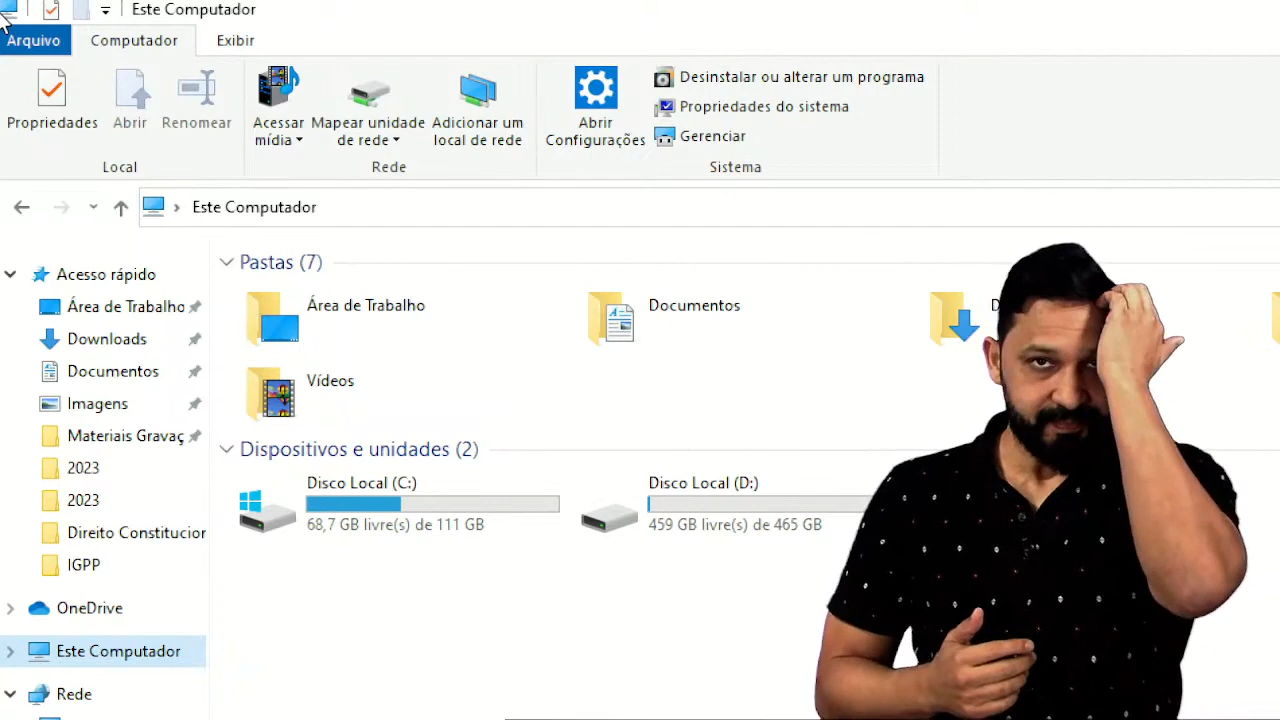 Este Computador
Arquivo
Computador
Exibir
Propriedades
Abrir
Renomear
Local
Acessar
mídia
Mapear unidade
de rede
Adicionar um
local de rede
Rede
Abrir
Configurações
Desinstalar ou alterar um programa
Propriedades do sistema
Gerenciar
Sistema
Este Computador
Acesso rápido
Área de Trabalho
Downloads
Documentos
Imagens
Materiais Gravaç
2023
2023
Direito Constitucior
IGPP
OneDrive
Este Computador
Rede
Pastas (7)
Área de Trabalho
Documentos
Vídeos
Dispositivos e unidades (2)
Disco Local (C:)
68,7 GB livre(s) de 111 GB
Disco Local (D:)
459 GB livre(s) de 465 GB